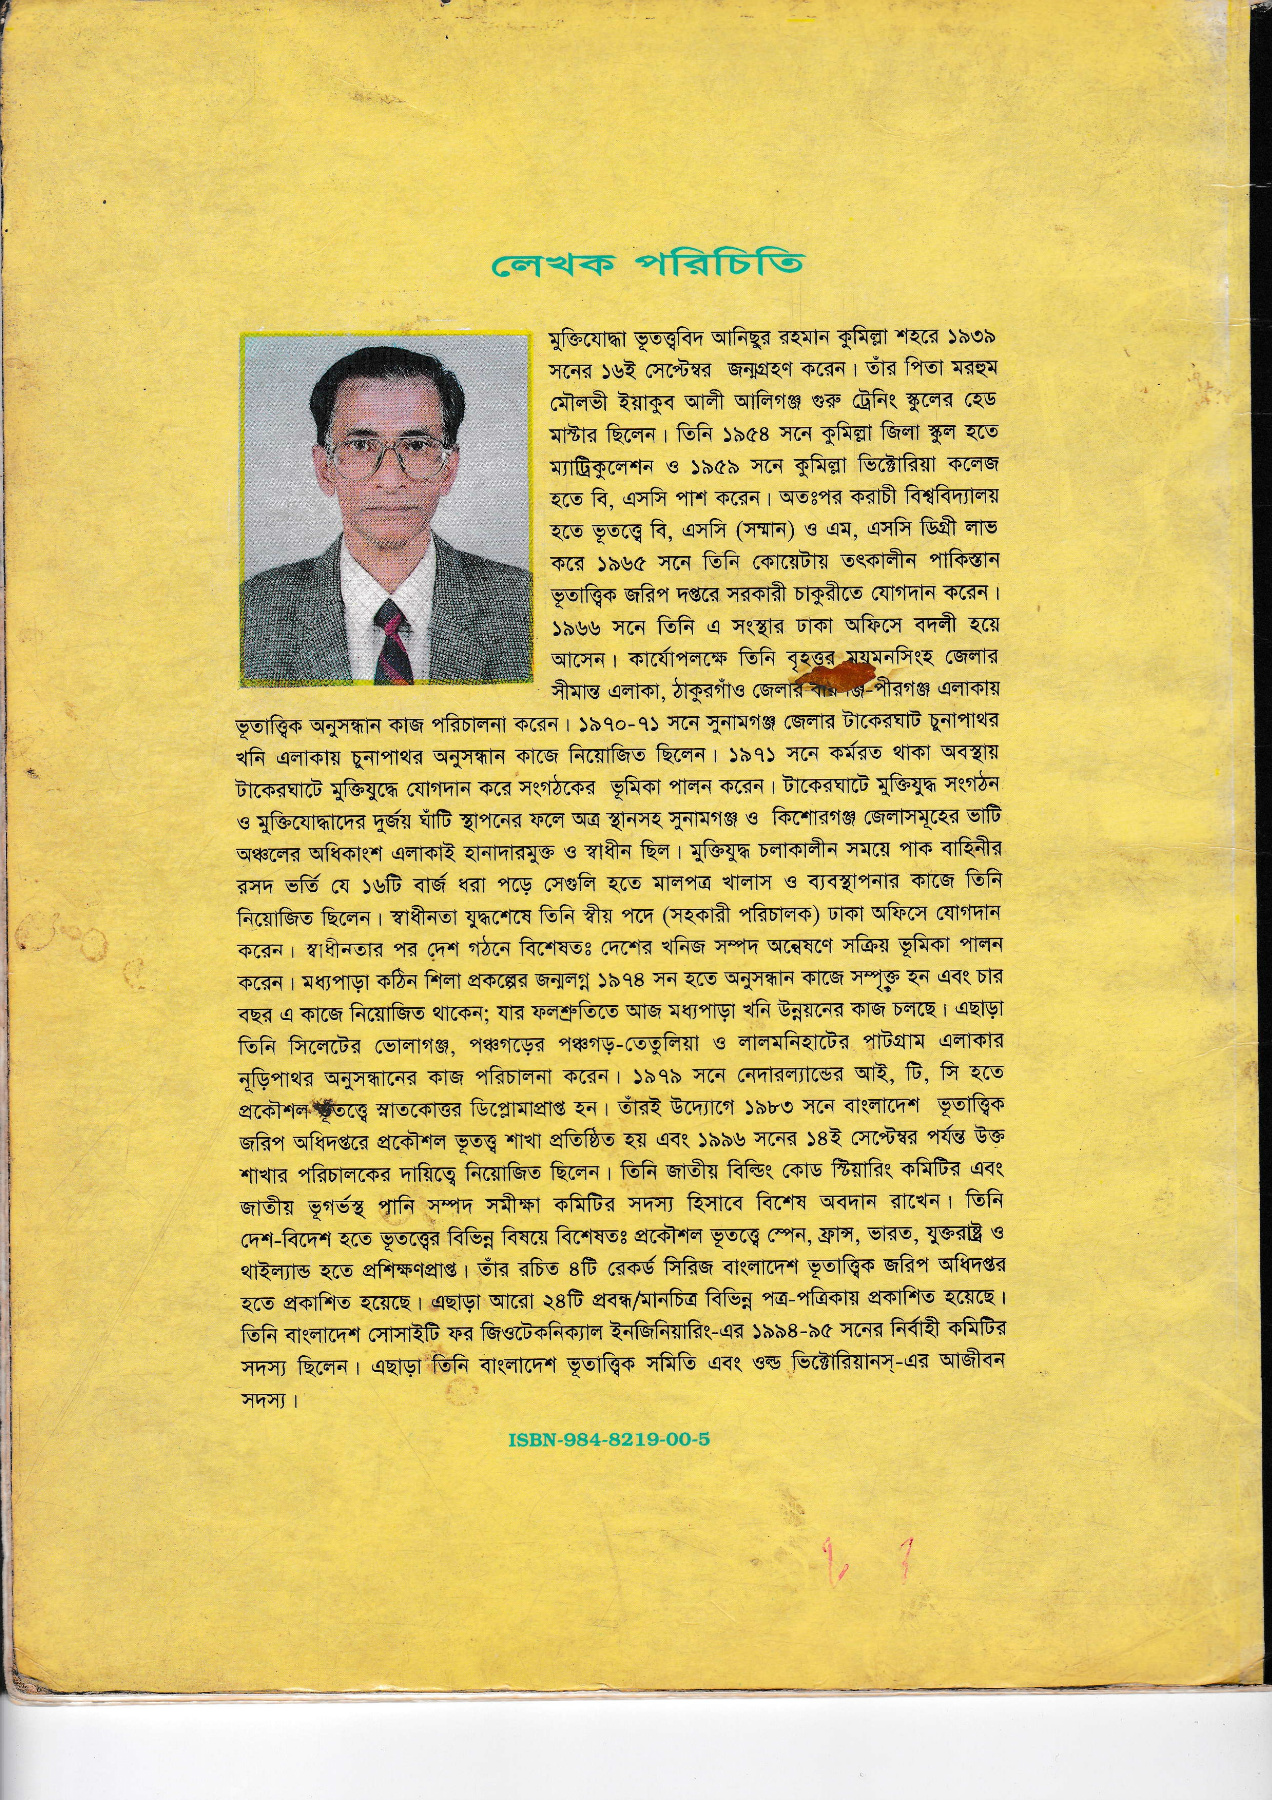 লেখক পরিচিতি
মুক্তিযোদ্ধা ভূতত্ত্ববিদ আনিছুর রহমান কুমিল্লা শহরে ১৯৩৯
সনের ১৬ই সেপ্টেম্বর জন্মগ্রহণ করেন। তাঁর পিতা মরহুম
মৌলভী ইয়াকুব আলী আলিগঞ্জ গুরু ট্রেনিং স্কুলের হেড
মাস্টার ছিলেন। তিনি ১৯৫৪ সনে কুমিল্লা জিলা স্কুল হতে
ম্যাট্রিকুলেশন ও ১৯৫৯ সনে কুমিল্লা ভিক্টোরিয়া কলেজ
হতে বি, এসসি পাশ করেন। অতঃপর করাচী বিশ্ববিদ্যালয়
হতে ভূতত্ত্বে বি, এসসি (সম্মান) ও এম, এসসি ডিগ্রী লাভ
করে ১৯৬৫ সনে তিনি কোয়েটায় তৎকালীন পাকিস্তান
ভূতাত্ত্বিক জরিপ দপ্তরে সরকারী চাকুরীতে যোগদান করেন।
১৯৬৬ সনে তিনি এ সংস্থার ঢাকা অফিসে বদলী হয়ে
আসেন। কার্যোপলক্ষে তিনি বৃহত্তর ময়মনসিংহ জেলার
সীমান্ত এলাকা, ঠাকুরগাঁও জেলার -পীরগঞ্জ এলাকায়
ভূতাত্ত্বিক অনুসন্ধান কাজ পরিচালনা করেন। ১৯৭০-৭১ সনে সুনামগঞ্জ জেলার টাকেরঘাট চুনাপাথর
খনি এলাকায় চুনাপাথর অনুসন্ধান কাজে নিয়োজিত ছিলেন। ১৯৭১ সনে কর্মরত থাকা অবস্থায়
টাকেরঘাটে মুক্তিযুদ্ধে যোগদান করে সংগঠকের ভূমিকা পালন করেন। টাকেরঘাটে মুক্তিযুদ্ধ সংগঠন
ও মুক্তিযোদ্ধাদের দুর্জয় ঘাঁটি স্থাপনের ফলে অত্র স্থানসহ সুনামগঞ্জ ও কিশোরগঞ্জ জেলাসমূহের ভাটি
অঞ্চলের অধিকাংশ এলাকাই হানাদারমুক্ত ও স্বাধীন ছিল। মুক্তিযুদ্ধ চলাকালীন সময়ে পাক বাহিনীর
রসদ ভর্তি যে ১৬টি বার্জ ধরা পড়ে সেগুলি হতে মালপত্র খালাস ও ব্যবস্থাপনার কাজে তিনি
নিয়োজিত ছিলেন। স্বাধীনতা যুদ্ধশেষে তিনি স্বীয় পদে (সহকারী পরিচালক) ঢাকা অফিসে যোগদান
করেন। স্বাধীনতার পর দেশ গঠনে বিশেষতঃ দেশের খনিজ সম্পদ অন্বেষণে সক্রিয় ভূমিকা পালন
করেন। মধ্যপাড়া কঠিন শিলা প্রকল্পের জন্মলগ্ন ১৯৭৪ সন হতে অনুসন্ধান কাজে সম্পৃক্ত হন এবং চার
বছর এ কাজে নিয়োজিত থাকেন; যার ফলশ্রুতিতে আজ মধ্যপাড়া খনি উন্নয়নের কাজ চলছে। এছাড়া
তিনি সিলেটের ভোলাগঞ্জ, পঞ্চগড়ের পঞ্চগড়-তেতুলিয়া ও লালমনিহাটের পাটগ্রাম এলাকার
নূড়িপাথর অনুসন্ধানের কাজ পরিচালনা করেন। ১৯৭৯ সনে নেদারল্যান্ডের আই, টি, সি হতে
প্রকৌশল ভূতত্ত্বে স্নাতকোত্তর ডিপ্লোমাপ্রাপ্ত হন। তাঁরই উদ্যোগে ১৯৮৩ সনে বাংলাদেশ ভূতাত্ত্বিক
জরিপ অধিদপ্তরে প্রকৌশল ভূতত্ত্ব শাখা প্রতিষ্ঠিত হয় এবং ১৯৯৬ সনের ১৪ই সেপ্টেম্বর পর্যন্ত উক্ত
শাখার পরিচালকের দায়িত্বে নিয়োজিত ছিলেন। তিনি জাতীয় বিল্ডিং কোড স্টিয়ারিং কমিটির এবং
জাতীয় ভূগর্ভস্থ পানি সম্পদ সমীক্ষা কমিটির সদস্য হিসাবে বিশেষ অবদান রাখেন। তিনি
দেশ-বিদেশ হতে ভূতত্ত্বের বিভিন্ন বিষয়ে বিশেষতঃ প্রকৌশল ভূতত্ত্বে স্পেন, ফ্রান্স, ভারত, যুক্তরাষ্ট্র ও
থাইল্যান্ড হতে প্রশিক্ষণপ্রাপ্ত। তাঁর রচিত ৪টি রেকর্ড সিরিজ বাংলাদেশ ভূতাত্ত্বিক জরিপ অধিদপ্তর
হতে প্রকাশিত হয়েছে। এছাড়া আরো ২৪টি প্রবন্ধ/মানচিত্র বিভিন্ন পত্র-পত্রিকায় প্রকাশিত হয়েছে।
তিনি বাংলাদেশ সোসাইটি ফর জিওটেকনিক্যাল ইনজিনিয়ারিং-এর ১৯৯৪-৯৫ সনের নির্বাহী কমিটির
সদস্য ছিলেন। এছাড়া তিনি বাংলাদেশ ভূতাত্ত্বিক সমিতি এবং ওল্ড ভিক্টোরিয়ানস্-এর আজীবন
সদস্য।
ISBN-984-8219-00-5